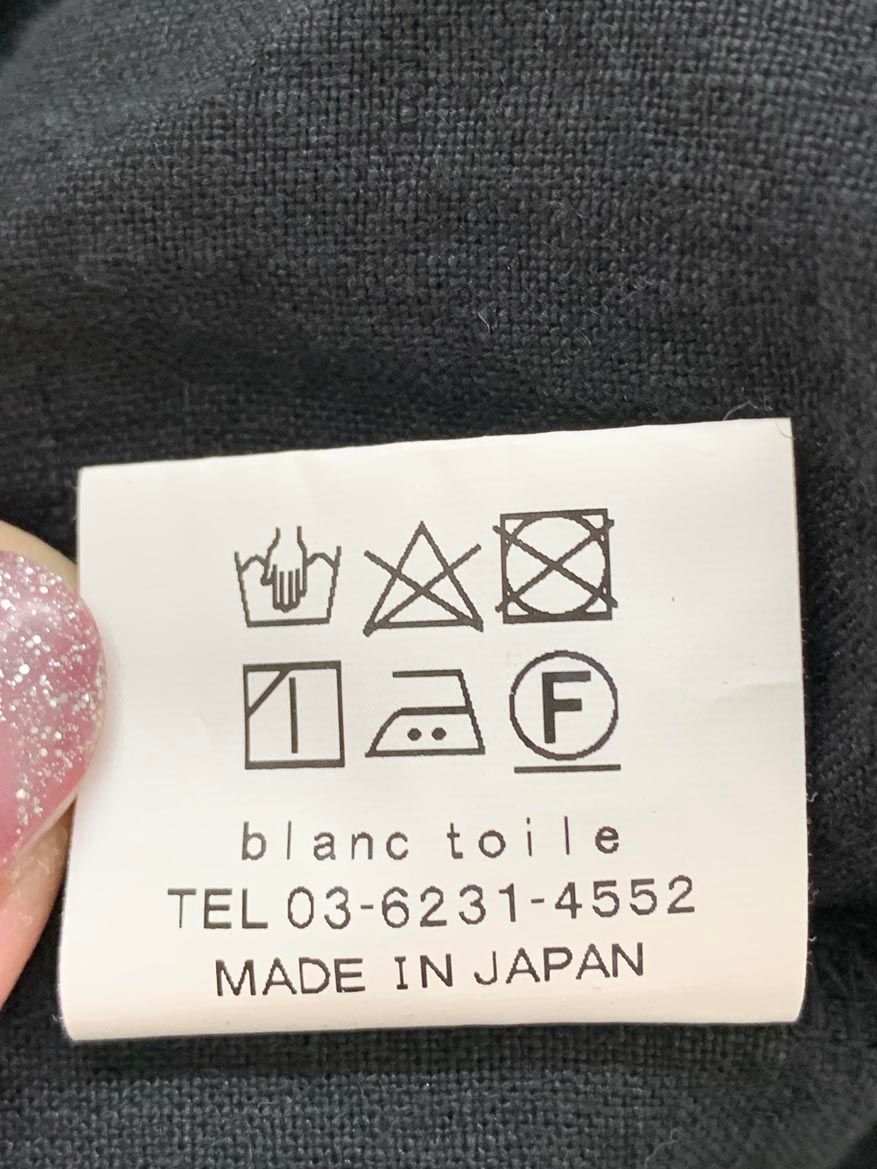 F
blanc toile
TEL 03-6231-4552
MADE IN JAPAN